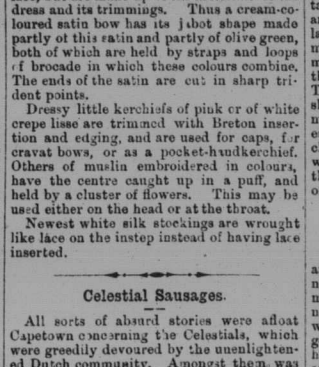 dress and its trimmings. Thus a cream-co-
loured satin bow has its jabot shape made
partly of this satin and partly of olive green,
both of which are held by straps and loops
of brocade in which these colours combine.
The ends of the satin are cut in sharp tri-
dent points.
Dressy little kerchiefs of pink or of white
crepe lisse are trimmed with Breton inser-
tion and edging, and are used for caps, for
cravat bows, or as a pocket-handkerchief.
Others of muslin embroidered in colours,
have the centre caught up in a puff, and
held by a cluster of flowers. This may be
used either on the head or at the throat.
Newest white silk stockings are wrought
like lace on the instep instead of having lace
inserted.
Celestial Sausages.
All sorts of absurd stories were afloat
Capetown concerning the Celestials, which
were greedily devoured by the unenlighten-
ed Dutch community. Amongst them was